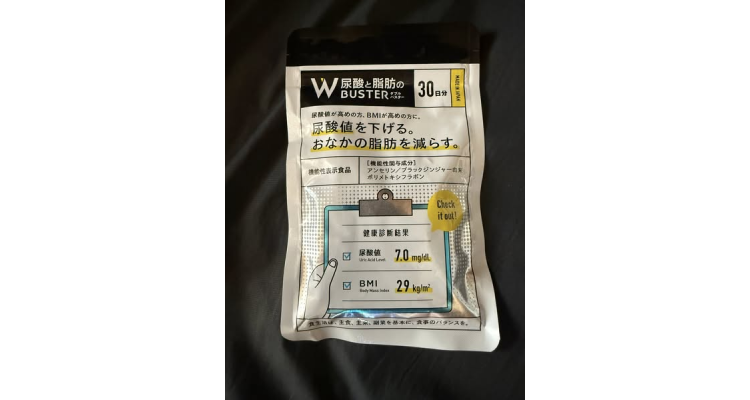 W 尿酸と脂肪の
BUSTER ダブルバスター
30日分
MADE IN JAPAN
尿酸値が高めの方、BMIが高めの方に。
尿酸値を下げる。
おなかの脂肪を減らす。
機能性表示食品
［機能性関与成分］
アンセリン/ブラックジンジャー由来
ポリメトキシフラボン
Check
it out!
健康診断結果
尿酸値 7.0 mg/dL
Uric Acid Level
BMI 29 kg/m²
Body Mass Index
食生活は、主食、主菜、副菜を基本に、食事のバランスを。